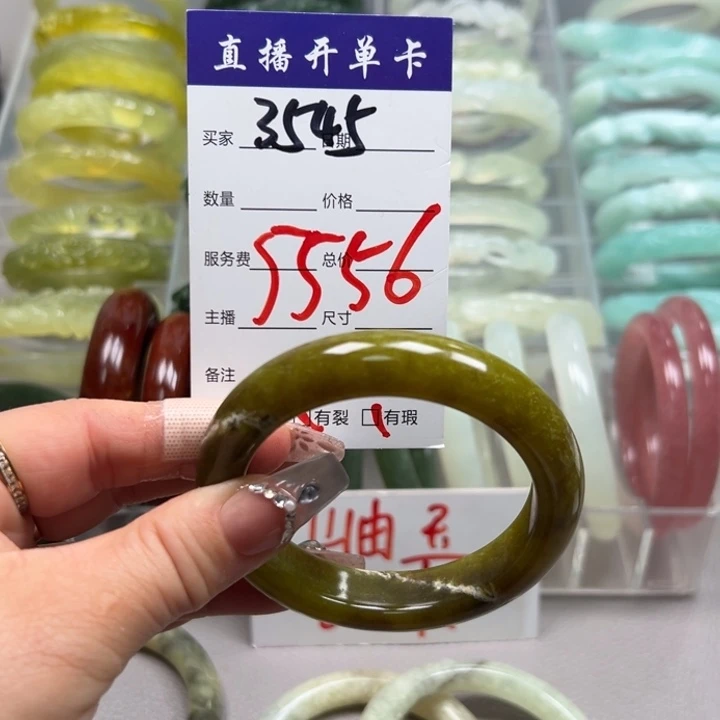 直播开单卡
买家 3545 期
数量 价格
服务费 总价
5556
主播 尺寸
备注
有裂 有瑕